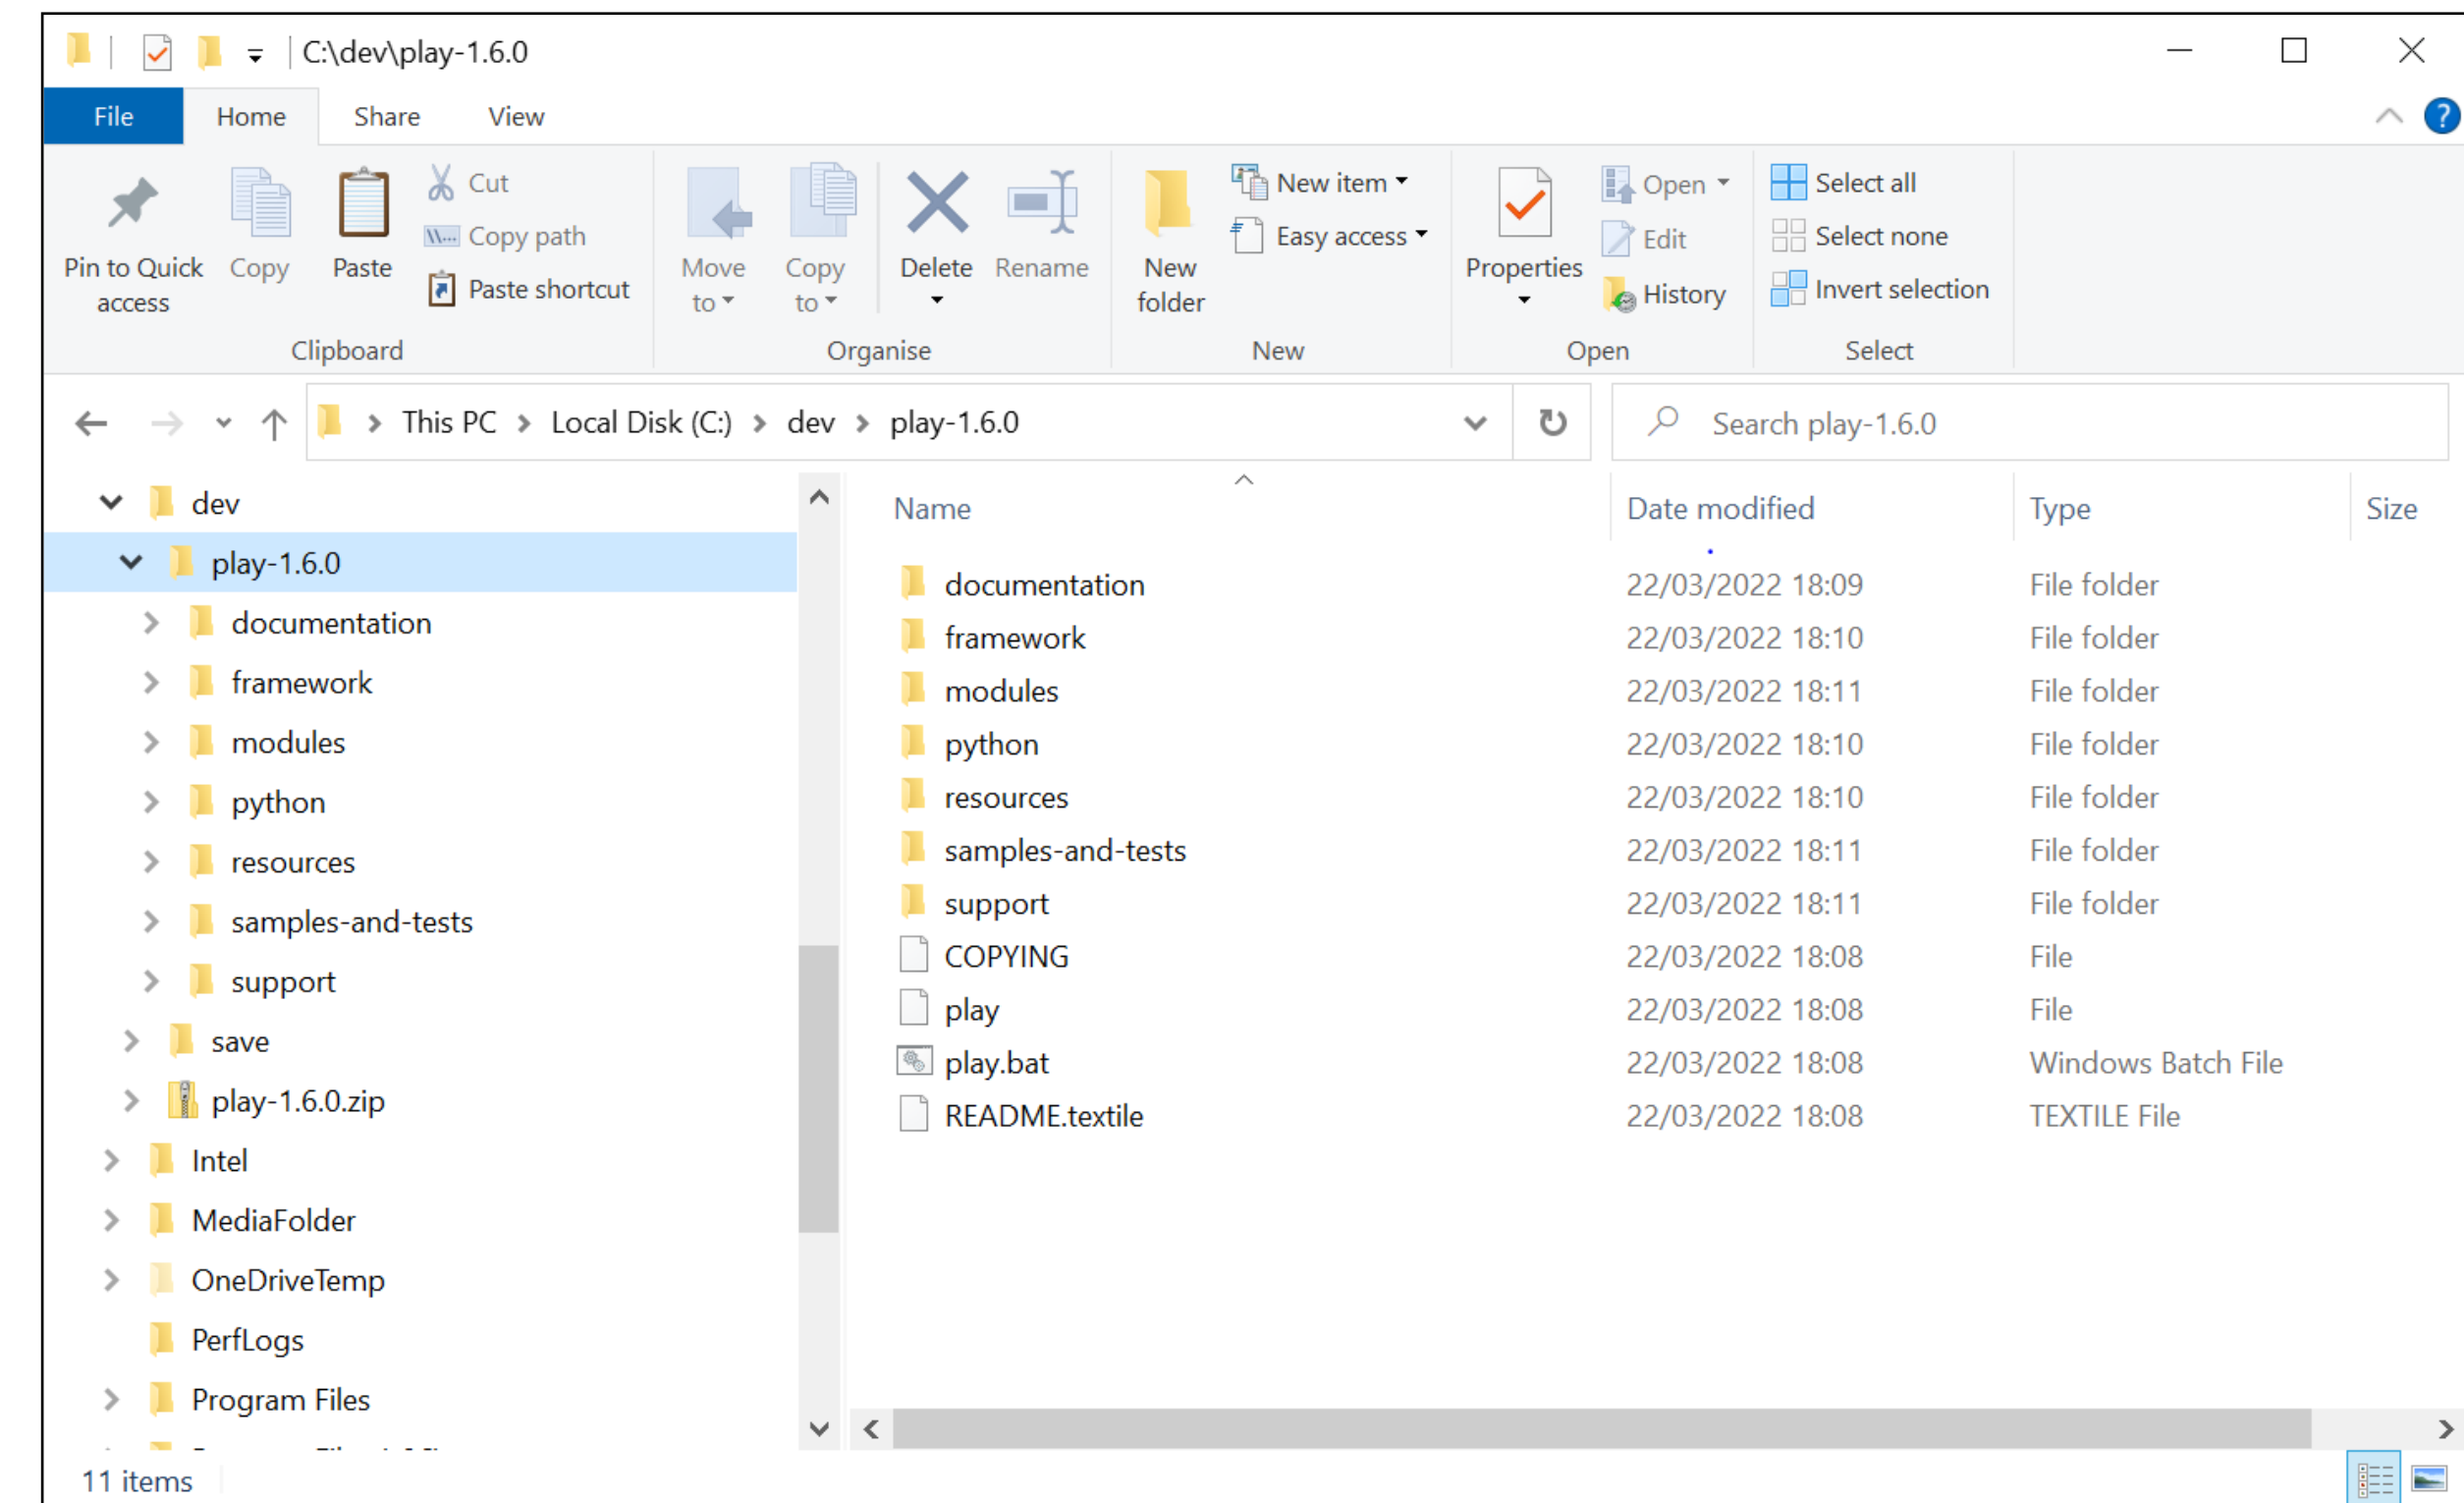 C:\dev\play-1.6.0
File Home Share View
Pin to Quick access
Copy
Paste
Cut
Copy path
Paste shortcut
Clipboard
Move to
Copy to
Delete
Rename
Organise
New folder
New item
Easy access
New
Properties
Open
Edit
History
Open
Select all
Select none
Invert selection
Select
This PC Local Disk (C:) dev play-1.6.0
Search play-1.6.0
dev
play-1.6.0
documentation
framework
modules
python
resources
samples-and-tests
support
save
play-1.6.0.zip
Intel
MediaFolder
OneDriveTemp
PerfLogs
Program Files
Name Date modified Type Size
documentation 22/03/2022 18:09 File folder
framework 22/03/2022 18:10 File folder
modules 22/03/2022 18:11 File folder
python 22/03/2022 18:10 File folder
resources 22/03/2022 18:10 File folder
samples-and-tests 22/03/2022 18:11 File folder
support 22/03/2022 18:11 File folder
COPYING 22/03/2022 18:08 File
play 22/03/2022 18:08 File
play.bat 22/03/2022 18:08 Windows Batch File
README.textile 22/03/2022 18:08 TEXTILE File
11 items